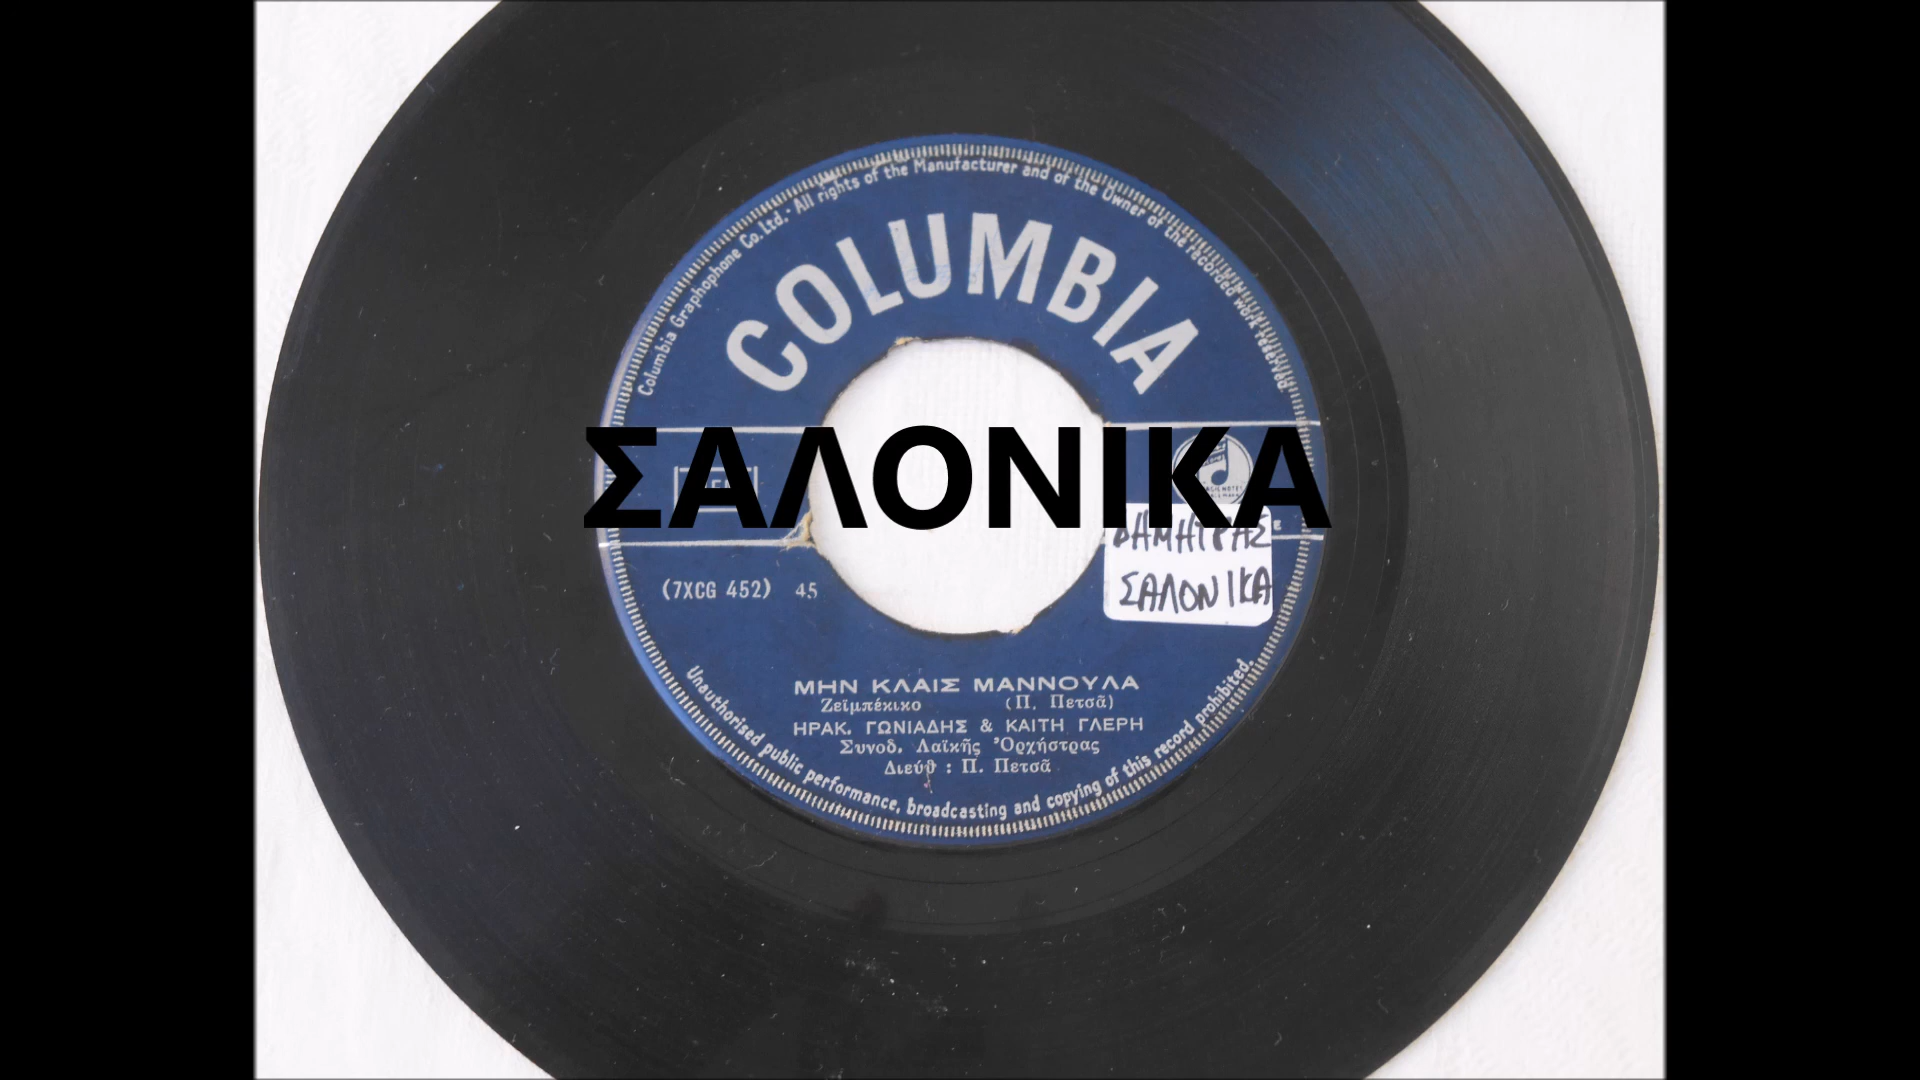 Columbia Graphophone Co. Ltd. · All rights of the Manufacturer and of the Owner of the recorded work reserved.
COLUMBIA
ΣΑΛΟΝΙΚΑ
ΔΗΜΗΤΡΑΣ
ΣΑΛΟΝΙΚΑ
(7XCG 452) 45
ΜΗΝ ΚΛΑΙΣ ΜΑΝΝΟΥΛΑ
Ζεϊμπέκικο (Π. Πετσᾶ)
ΗΡΑΚ. ΓΩΝΙΑΔΗΣ & ΚΑΙΤΗ ΓΛΕΡΗ
Συνοδ. Λαϊκῆς Ὀρχήστρας
Διεύθ : Π. Πετσᾶ
Unauthorised public performance, broadcasting and copying of this record prohibited.